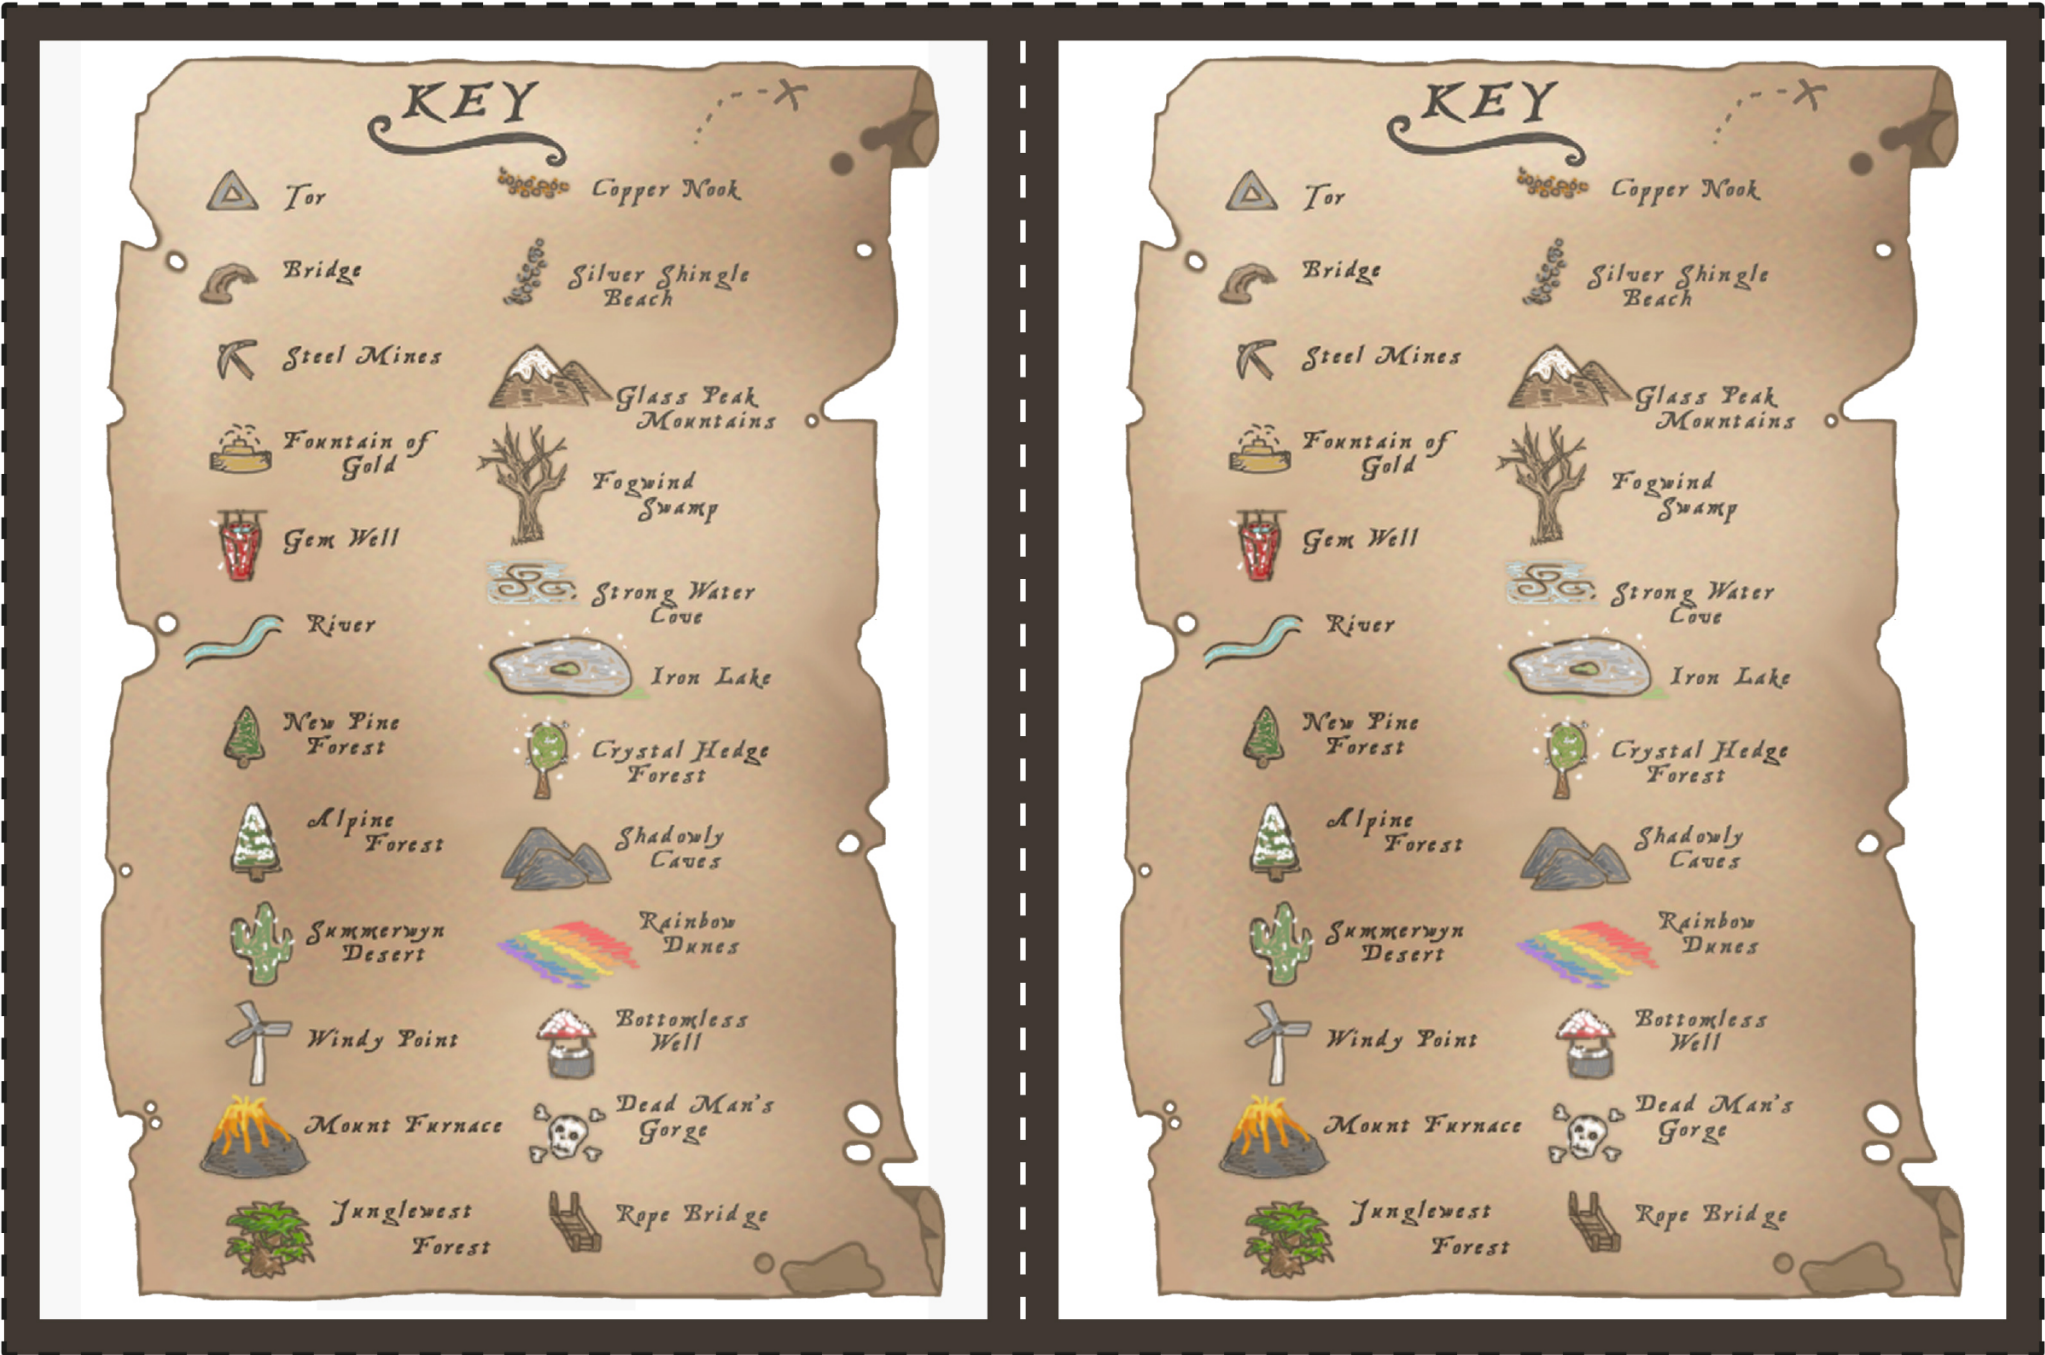 KEY
Tor
Bridge
Steel Mines
Fountain of
Gold
Gem Well
River
New Pine
Forest
Alpine
Forest
Summerwyn
Desert
Windy Point
Mount Furnace
Junglewest
Forest
Copper Nook
Silver Shingle
Beach
Glass Peak
Mountains
Fogwind
Swamp
Strong Water
Cove
Iron Lake
Crystal Hedge
Forest
Shadowly
Caves
Rainbow
Dunes
Bottomless
Well
Dead Man's
Gorge
Rope Bridge
KEY
Tor
Bridge
Steel Mines
Fountain of
Gold
Gem Well
River
New Pine
Forest
Alpine
Forest
Summerwyn
Desert
Windy Point
Mount Furnace
Junglewest
Forest
Copper Nook
Silver Shingle
Beach
Glass Peak
Mountains
Fogwind
Swamp
Strong Water
Cove
Iron Lake
Crystal Hedge
Forest
Shadowly
Caves
Rainbow
Dunes
Bottomless
Well
Dead Man's
Gorge
Rope Bridge